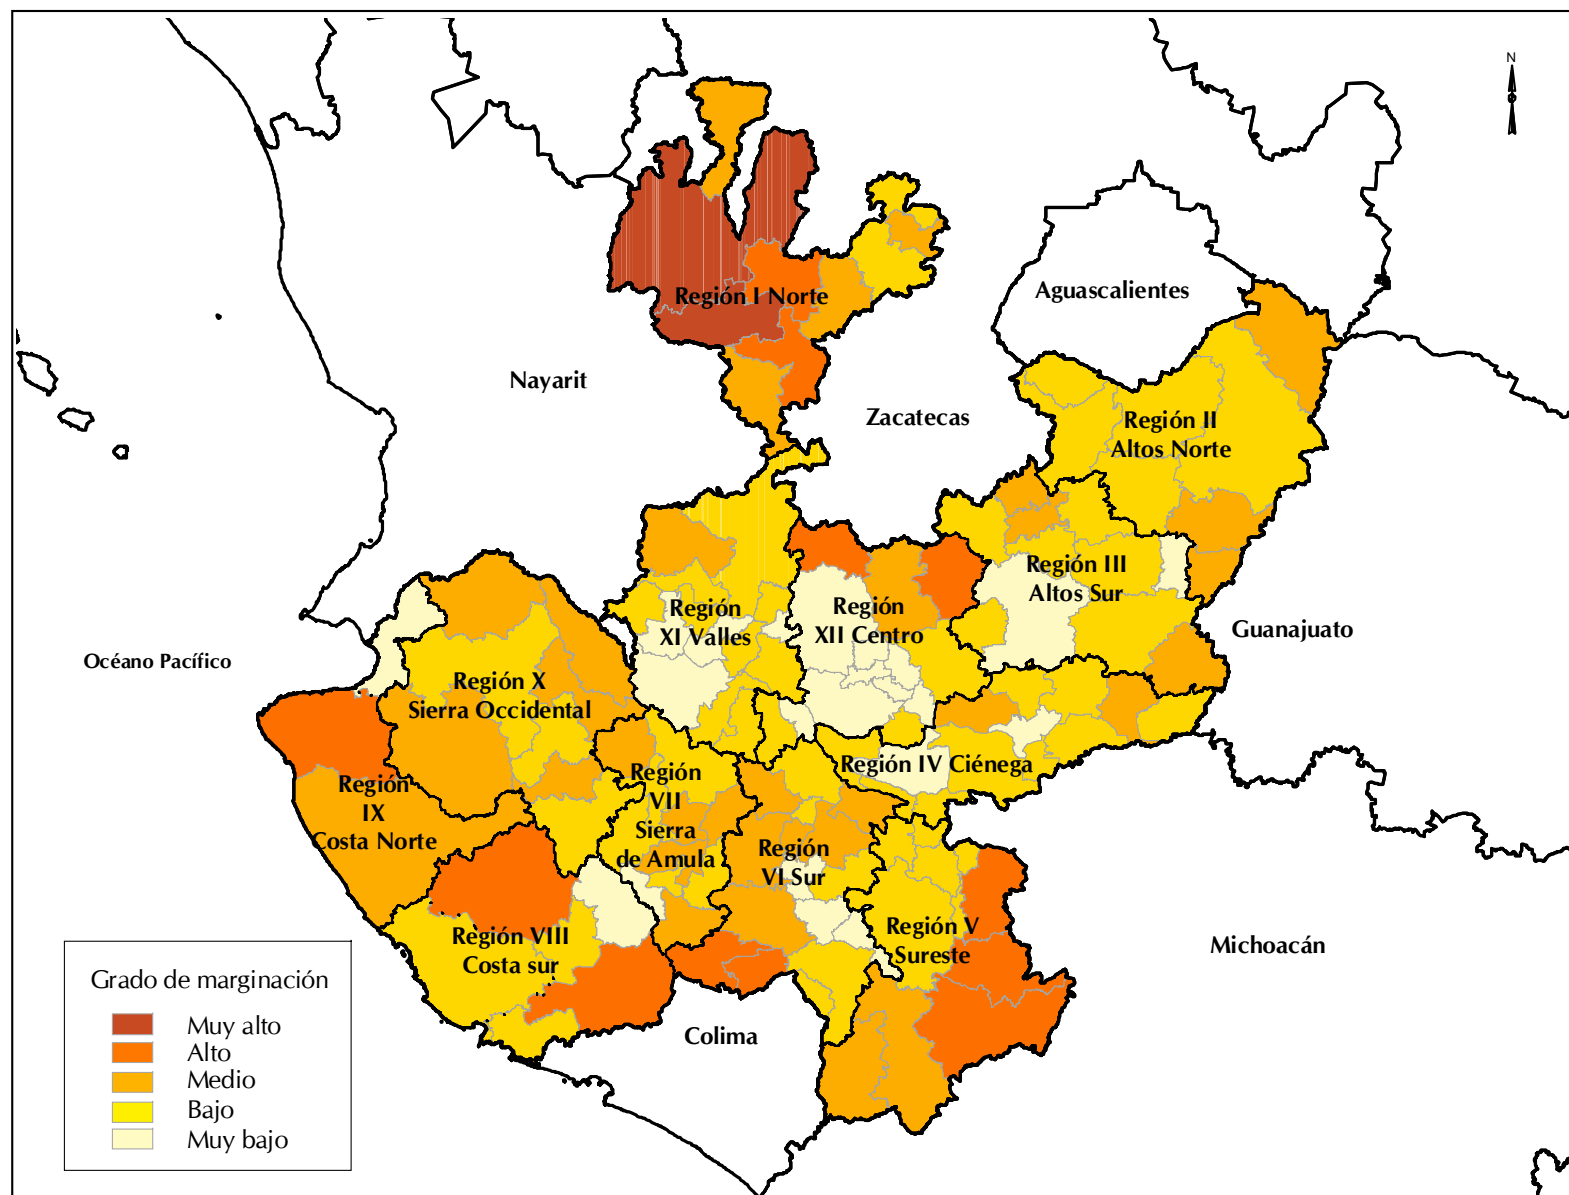 N
Región I Norte
Aguascalientes
Nayarit
Zacatecas
Región II
Altos Norte
Región III
Altos Sur
Región
XI Valles
Región
XII Centro
Guanajuato
Océano Pacífico
Región X
Sierra Occidental
Región IV Ciénega
Región
IX
Costa Norte
Región
VII
Sierra
de Amula
Región
VI Sur
Región VIII
Costa sur
Región V
Sureste
Michoacán
Colima
Grado de marginación
Muy alto
Alto
Medio
Bajo
Muy bajo